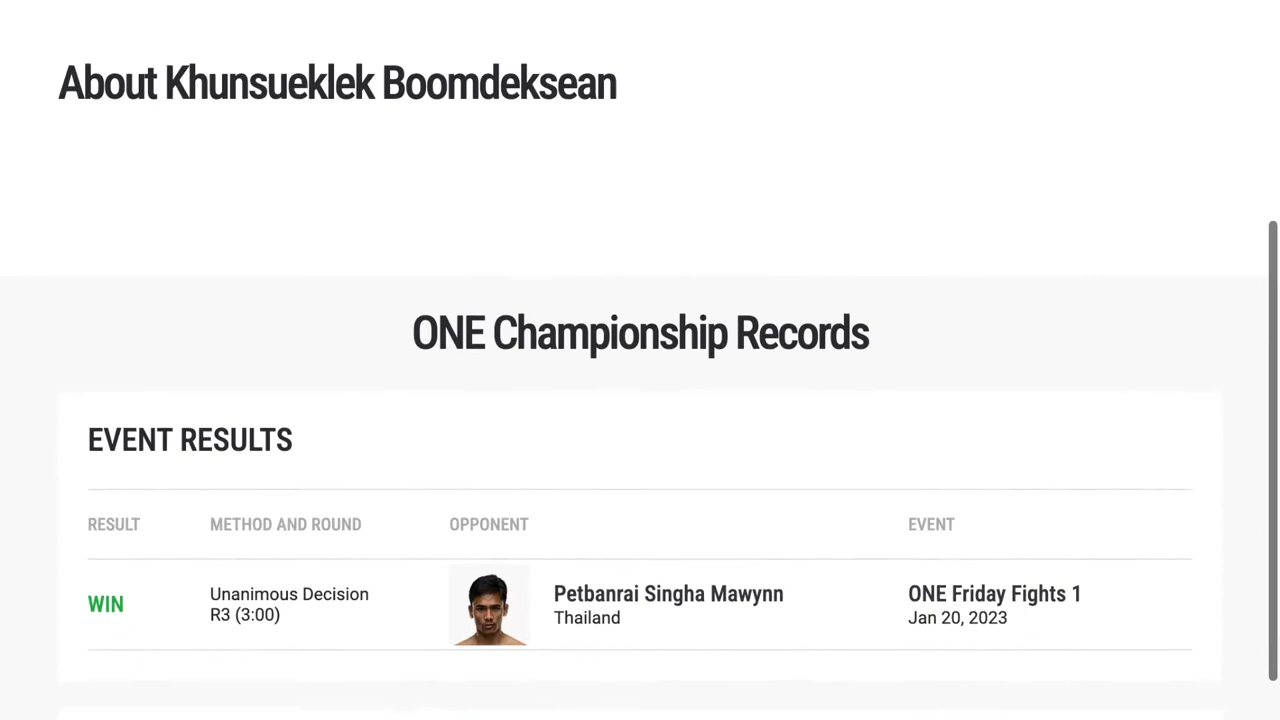 About Khunsueklek Boomdeksean
ONE Championship Records
EVENT RESULTS
RESULT METHOD AND ROUND OPPONENT EVENT
WIN
Unanimous Decision
R3 (3:00)
Petbanrai Singha Mawynn
Thailand
ONE Friday Fights 1
Jan 20, 2023